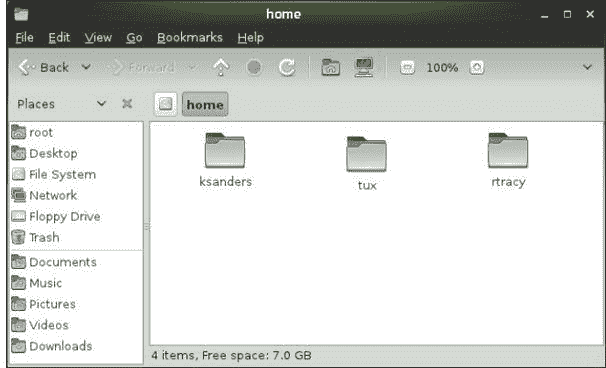 home
File Edit View Go Bookmarks Help
Back Forward 100%
Places home
root
Desktop
File System
Network
Floppy Drive
Trash
Documents
Music
Pictures
Videos
Downloads
ksanders tux rtracy
4 items, Free space: 7.0 GB